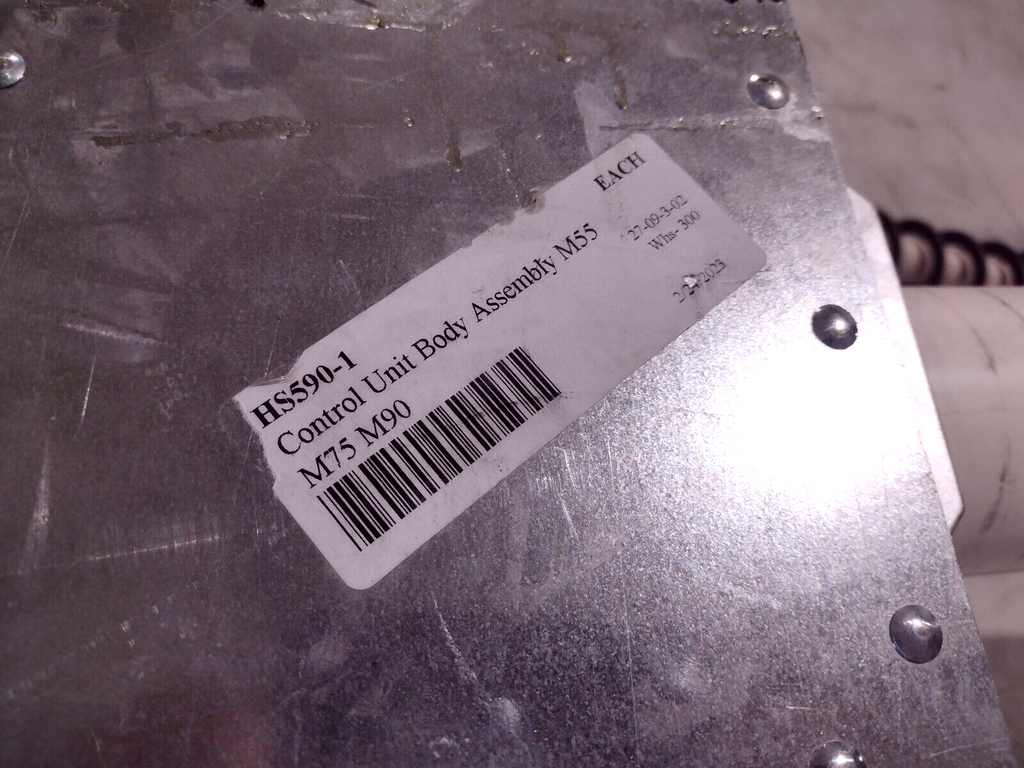 EACH
HS590-1
Control Unit Body Assembly M55
M75 M90
27-09-3-02
Whs- 300